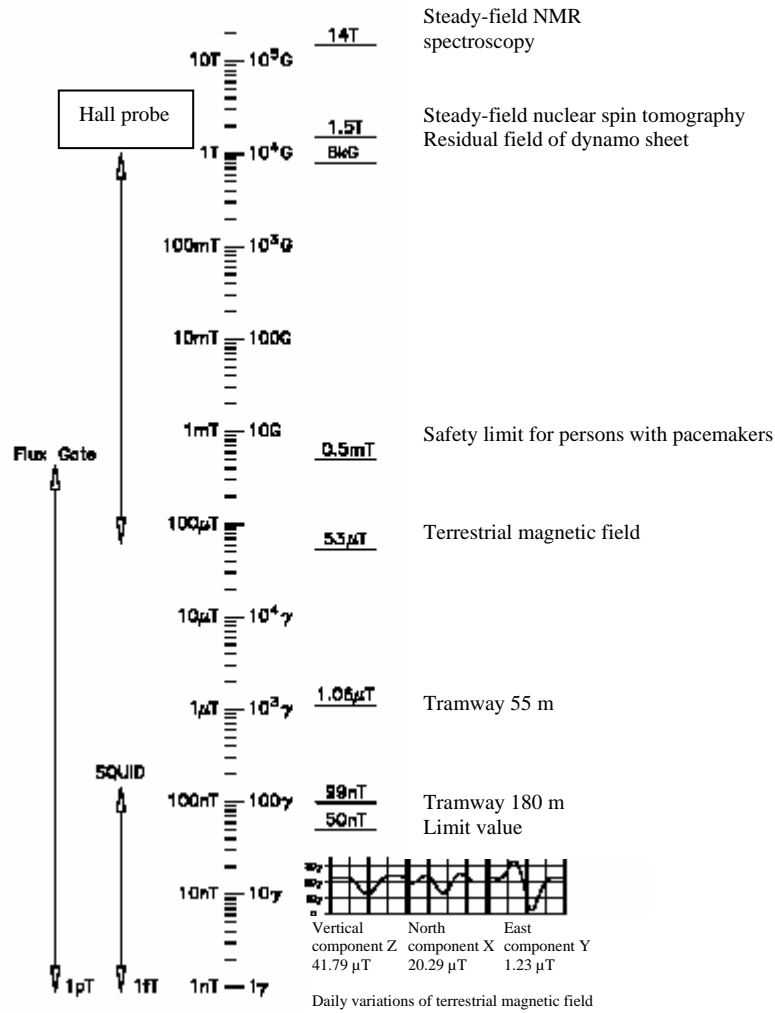 Steady-field NMR
spectroscopy
14T
10T 10⁵G
Hall probe
Steady-field nuclear spin tomography
1.5T
Residual field of dynamo sheet
1T 10⁴G 8kG
100mT 10³G
10mT 100G
1mT 10G
Safety limit for persons with pacemakers
0.5mT
Flux Gate
100µT
53µT Terrestrial magnetic field
10µT 10⁴γ
1.06µT Tramway 55 m
1µT 10³γ
SQUID
99nT
100nT 100γ Tramway 180 m
50nT Limit value
10nT 10γ
Vertical North East
component Z component X component Y
41.79 µT 20.29 µT 1.23 µT
1pT 1fT 1nT 1γ
Daily variations of terrestrial magnetic field